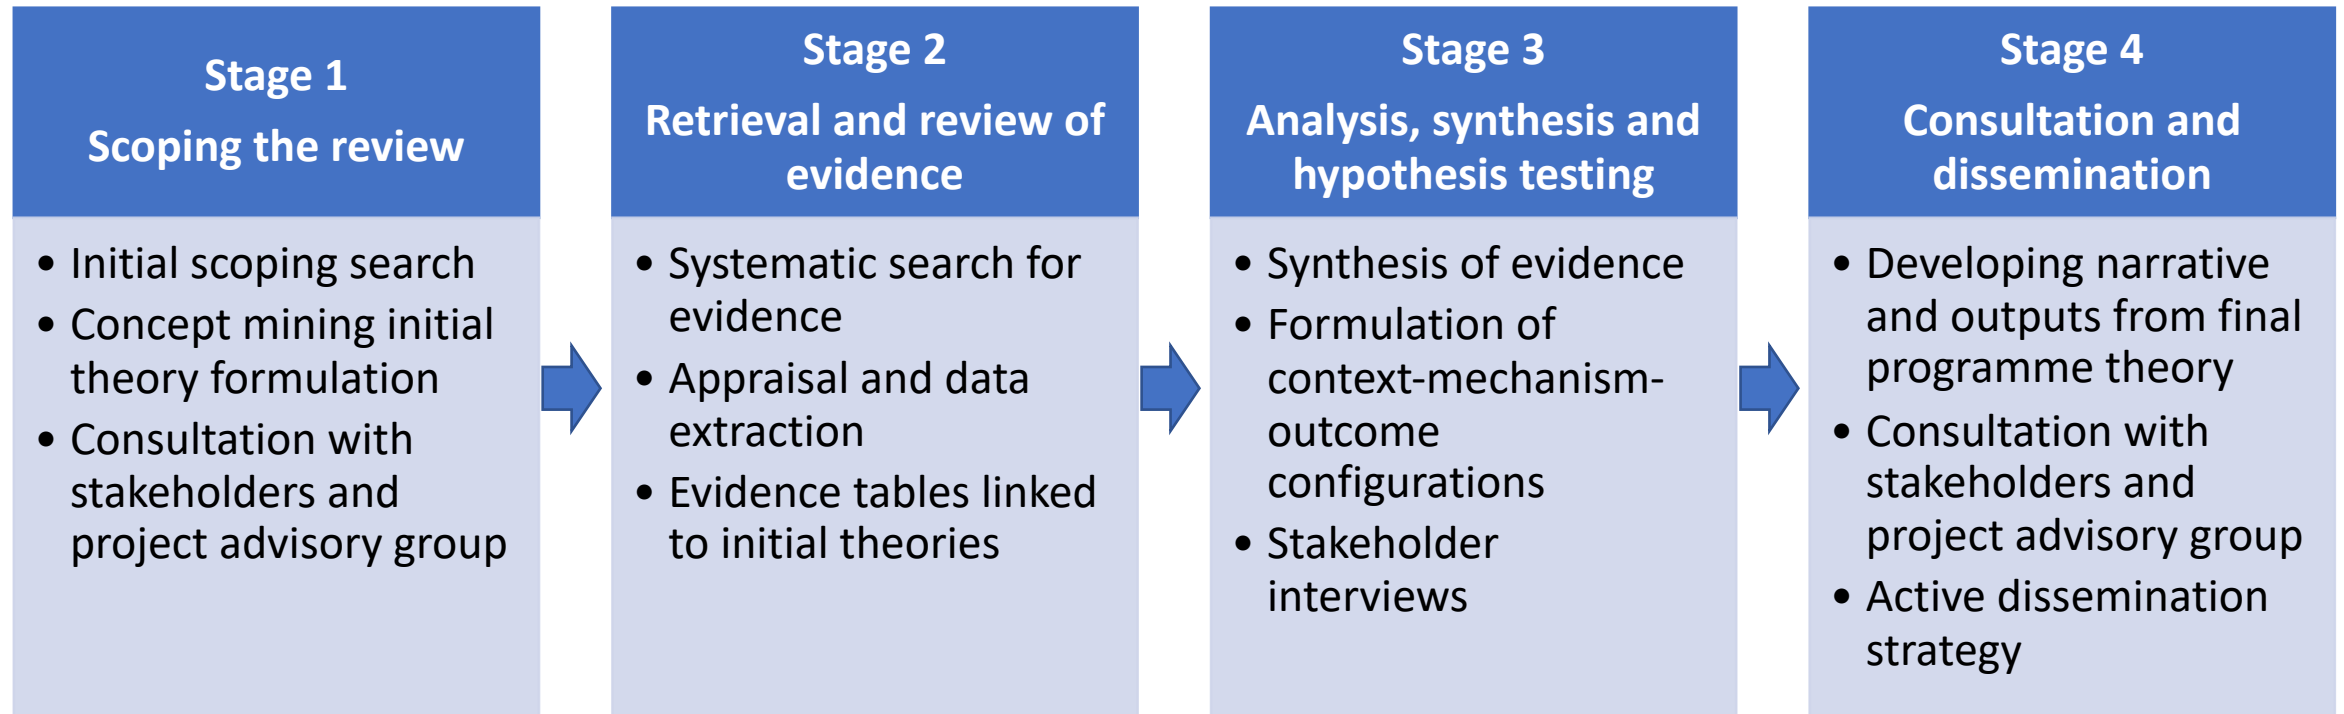 Stage 1
Scoping the review
• Initial scoping search
• Concept mining initial
theory formulation
• Consultation with
stakeholders and
project advisory group
Stage 2
Retrieval and review of
evidence
• Systematic search for
evidence
• Appraisal and data
extraction
• Evidence tables linked
to initial theories
Stage 3
Analysis, synthesis and
hypothesis testing
• Synthesis of evidence
• Formulation of
context-mechanism-
outcome
configurations
• Stakeholder
interviews
Stage 4
Consultation and
dissemination
• Developing narrative
and outputs from final
programme theory
• Consultation with
stakeholders and
project advisory group
• Active dissemination
strategy